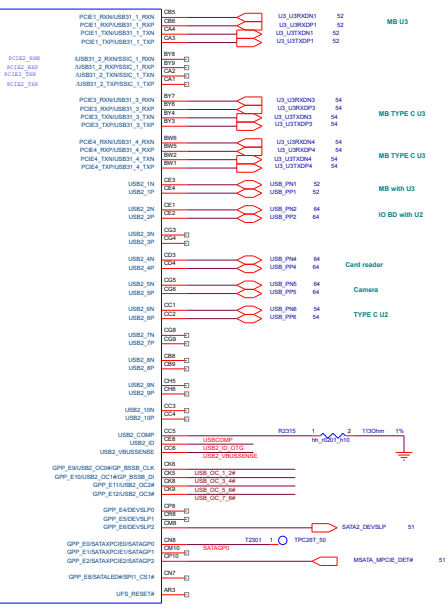 PCIE1_RXN/USB31_1_RXN CB5 U3_U3RXDN1 52
PCIE1_RXP/USB31_1_RXP CB6 U3_U3RXDP1 52 MB U3
PCIE1_TXN/USB31_1_TXN CA4 U3_U3TXDN1 52
PCIE1_TXP/USB31_1_TXP CA3 U3_U3TXDP1 52
PCIE2_RXN /USB31_2_RXN/SSIC_1_RXN BY8
PCIE2_RXP /USB31_2_RXP/SSIC_1_RXP BY9
PCIE2_TXN /USB31_2_TXN/SSIC_1_TXN CA2
PCIE2_TXP /USB31_2_TXP/SSIC_1_TXP CA1
PCIE3_RXN/USB31_3_RXN BY7 U3_U3RXDN3 54
PCIE3_RXP/USB31_3_RXP BY6 U3_U3RXDP3 54
PCIE3_TXN/USB31_3_TXN BY4 U3_U3TXDN3 54 MB TYPE C U3
PCIE3_TXP/USB31_3_TXP BY3 U3_U3TXDP3 54
PCIE4_RXN/USB31_4_RXN BW6 U3_U3RXDN4 54
PCIE4_RXP/USB31_4_RXP BW5 U3_U3RXDP4 54
PCIE4_TXN/USB31_4_TXN BW2 U3_U3TXDN4 54 MB TYPE C U3
PCIE4_TXP/USB31_4_TXP BW1 U3_U3TXDP4 54
USB2_1N CE3 USB_PN1 52
USB2_1P CE4 USB_PP1 52 MB with U3
USB2_2N CE1 USB_PN2 64
USB2_2P CE2 USB_PP2 64 IO BD with U2
USB2_3N CG3
USB2_3P CG4
USB2_4N CD3 USB_PN4 64
USB2_4P CD4 USB_PP4 64 Card reader
USB2_5N CG5 USB_PN5 64
USB2_5P CG6 USB_PP5 64 Camera
USB2_6N CC1 USB_PN6 54
USB2_6P CC2 USB_PP6 54 TYPE C U2
USB2_7N CG8
USB2_7P CG9
USB2_8N CB8
USB2_8P CB9
USB2_9N CH5
USB2_9P CH6
USB2_10N CC3
USB2_10P CC4
USB2_COMP CC5 R2315 1 2 113Ohm 1%
USB2_ID CE8 USBCOMP hh_r0201_h10
USB2_VBUSSENSE CC6 USB2_ID_OTG
USB2_VBUSSENSE
GPP_E9/USB2_OC0#/GP_BSSB_CLK CK6
GPP_E10/USB2_OC1#/GP_BSSB_DI CK5 USB_OC_1_2#
GPP_E11/USB2_OC2# CK8 USB_OC_3_4#
GPP_E12/USB2_OC3# CK9 USB_OC_5_6#
USB_OC_7_8#
GPP_E4/DEVSLP0 CP8
GPP_E5/DEVSLP1 CR8
GPP_E6/DEVSLP2 CM8 SATA2_DEVSLP 51
GPP_E0/SATAXPCIE0/SATAGP0 CN8 T2301 1 TPC26T_50
GPP_E1/SATAXPCIE1/SATAGP1 CM10 SATAGP0
GPP_E2/SATAXPCIE2/SATAGP2 CP10 MSATA_MPCIE_DET# 51
GPP_E8/SATALED#/SPI1_CS1# CN7
UFS_RESET# AR3